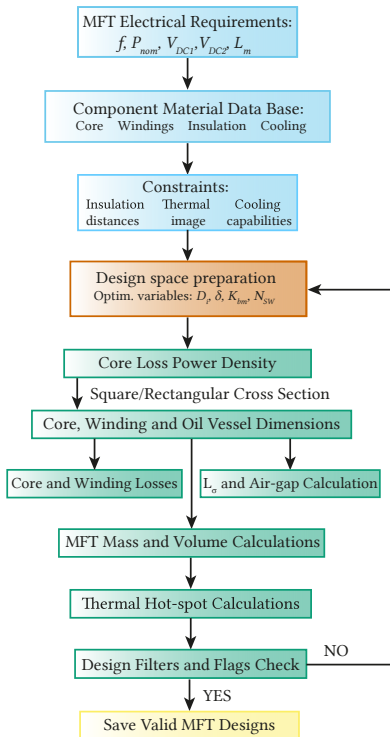 MFT Electrical Requirements:
f, Pnom, VDC1, VDC2, Lm
Component Material Data Base:
Core Windings Insulation Cooling
Constraints:
Insulation Thermal Cooling
distances image capabilities
Design space preparation
Optim. variables: Di, δ, Kbm, NSW
Core Loss Power Density
Square/Rectangular Cross Section
Core, Winding and Oil Vessel Dimensions
Core and Winding Losses
Lσ and Air-gap Calculation
MFT Mass and Volume Calculations
Thermal Hot-spot Calculations
Design Filters and Flags Check
NO
YES
Save Valid MFT Designs